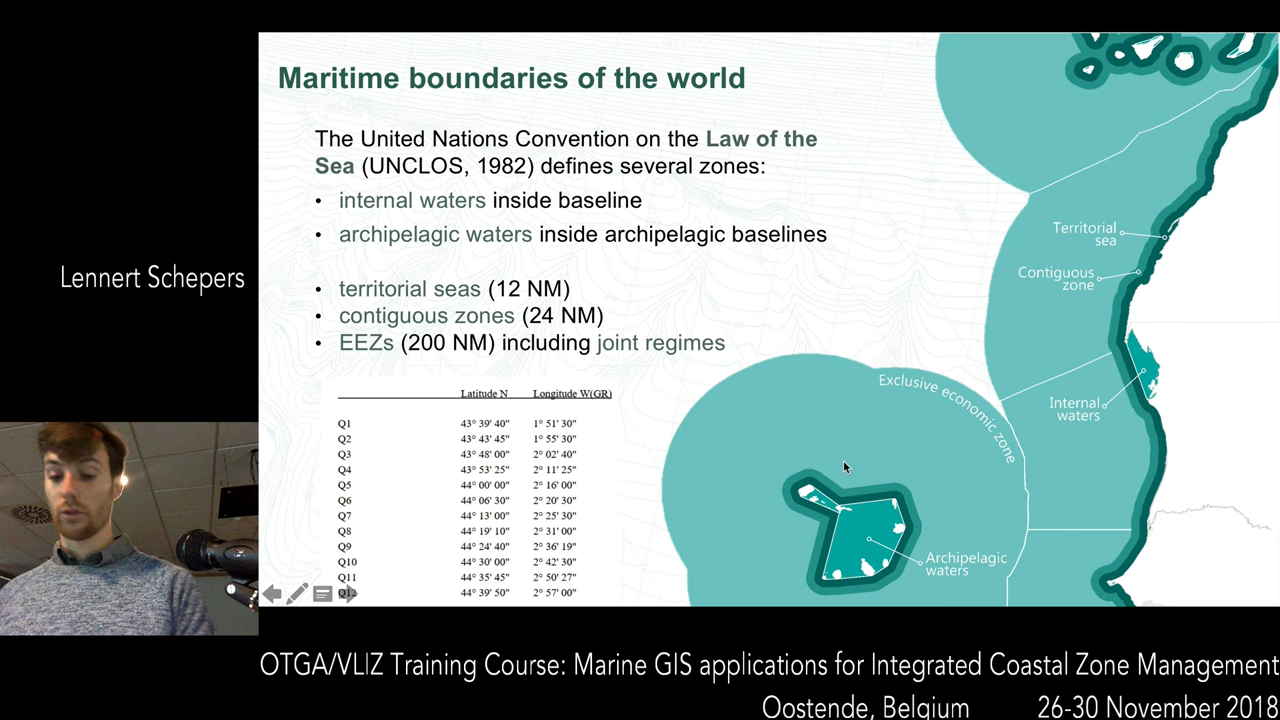 Maritime boundaries of the world
The United Nations Convention on the Law of the
Sea (UNCLOS, 1982) defines several zones:
• internal waters inside baseline
• archipelagic waters inside archipelagic baselines
• territorial seas (12 NM)
• contiguous zones (24 NM)
• EEZs (200 NM) including joint regimes
Latitude N Longitude W(GR)
Q1 43° 39' 40" 1° 51' 30"
Q2 43° 43' 45" 1° 55' 30"
Q3 43° 48' 00" 2° 02' 40"
Q4 43° 53' 25" 2° 11' 25"
Q5 44° 00' 00" 2° 16' 00"
Q6 44° 06' 30" 2° 20' 30"
Q7 44° 13' 00" 2° 25' 30"
Q8 44° 19' 10" 2° 31' 00"
Q9 44° 24' 40" 2° 36' 19"
Q10 44° 30' 00" 2° 42' 30"
Q11 44° 35' 45" 2° 50' 27"
Q12 44° 39' 50" 2° 57' 00"
Territorial
sea
Contiguous
zone
Internal
waters
Exclusive economic zone
Archipelagic
waters
Lennert Schepers
OTGA/VLIZ Training Course: Marine GIS applications for Integrated Coastal Zone Management
Oostende, Belgium 26-30 November 2018